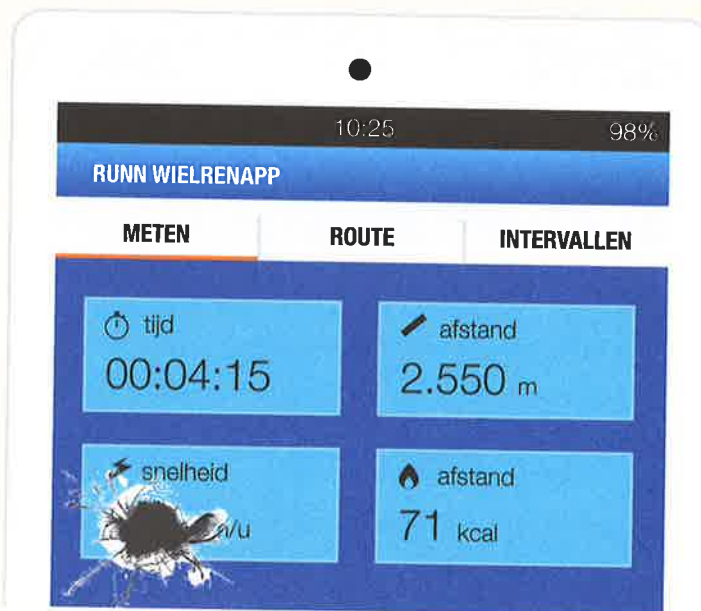 10:25 98%
RUNN WIELRENAPP
METEN ROUTE INTERVALLEN
tijd
00:04:15
afstand
2.550 m
snelheid
/u
afstand
71 kcal